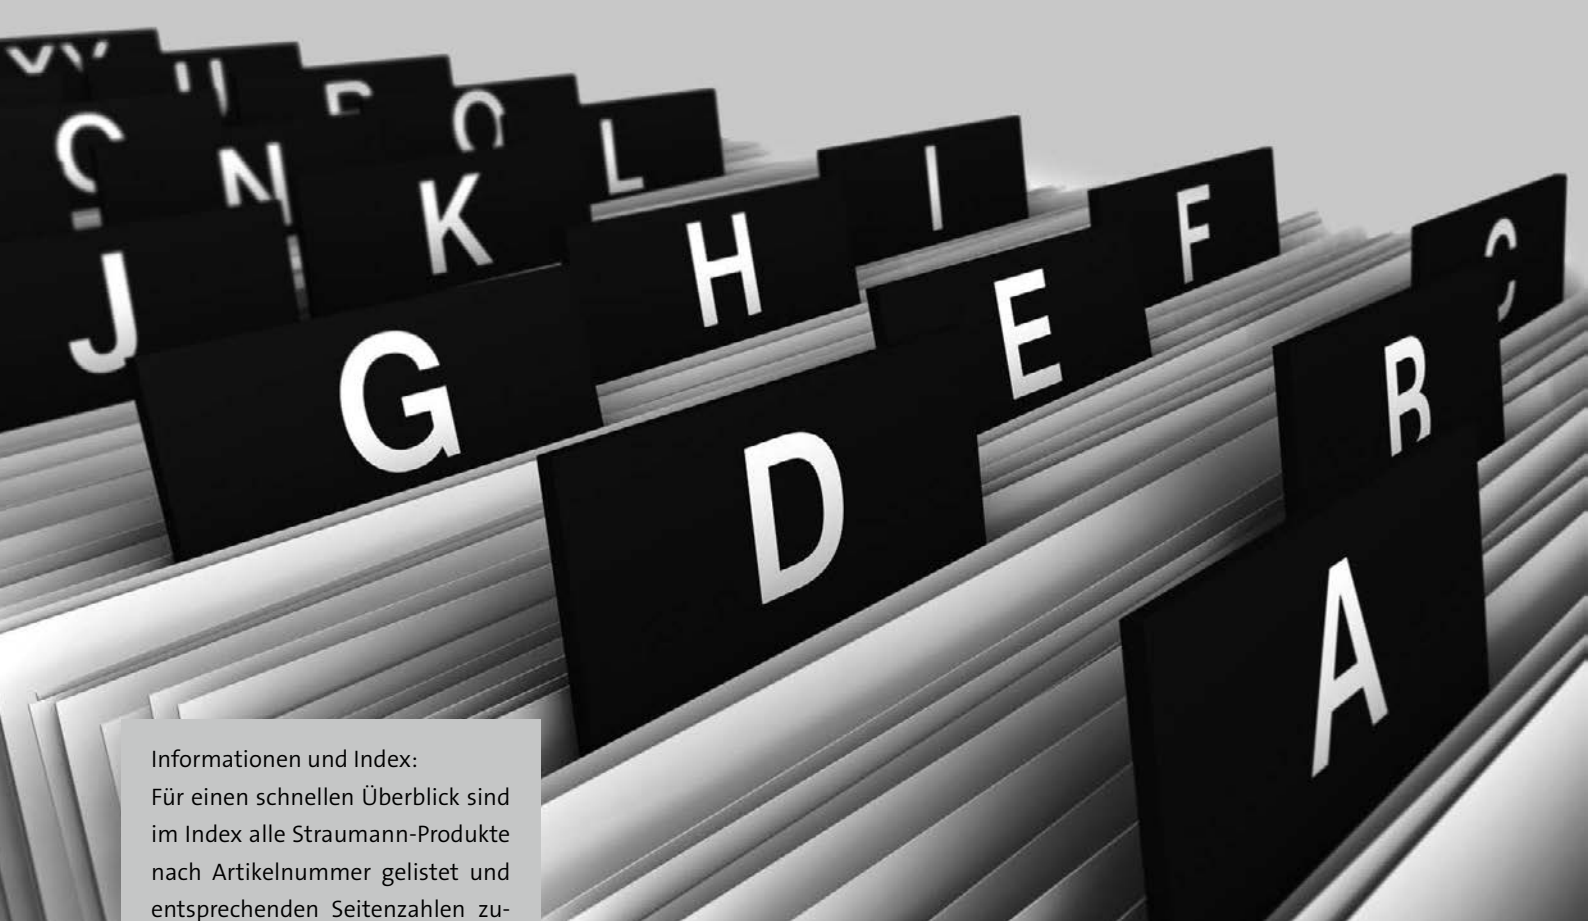 L
I
N
K
H
F
J
E
C
G
B
D
A
Informationen und Index:
Für einen schnellen Überblick sind
im Index alle Straumann-Produkte
nach Artikelnummer gelistet und
entsprechenden Seitenzahlen zu-